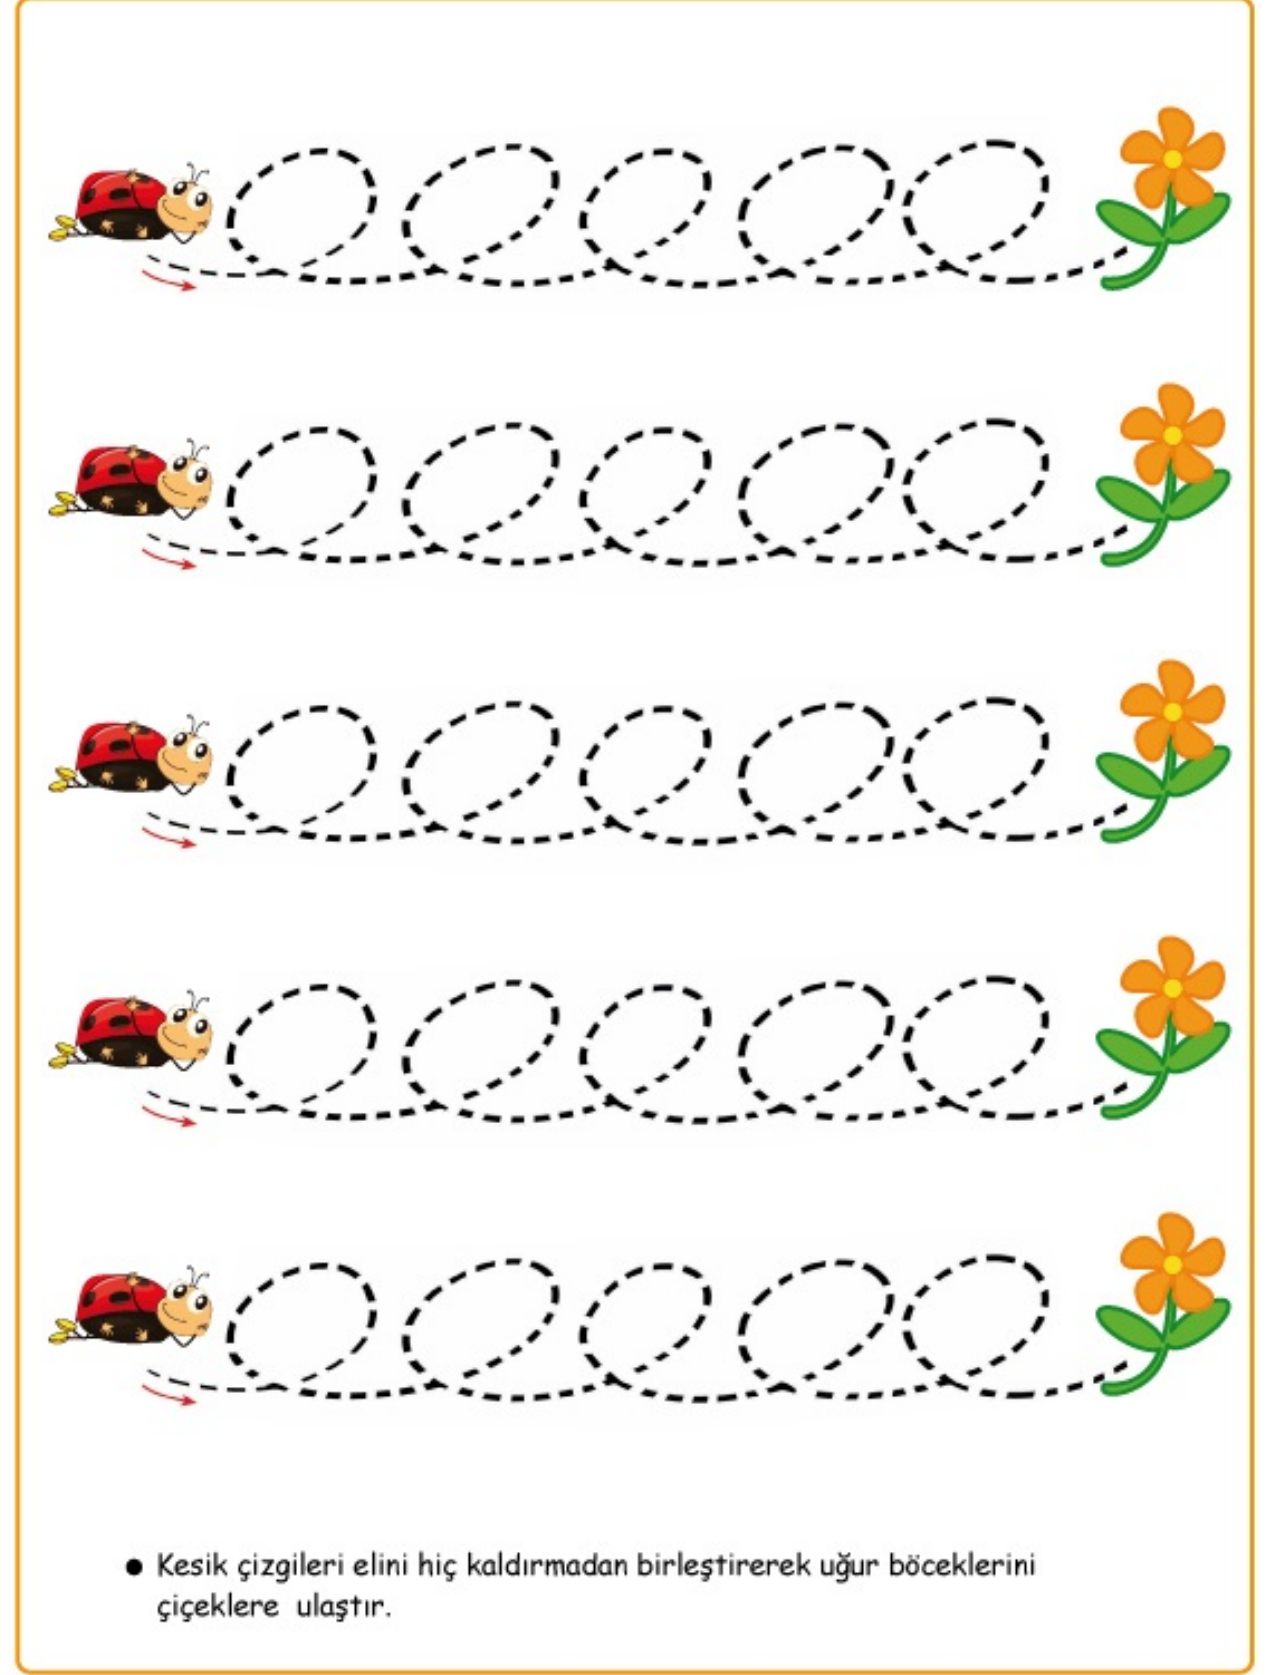 ● Kesik çizgileri elini hiç kaldırmadan birleştirerek uğur böceklerini
çiçeklere ulaştır.